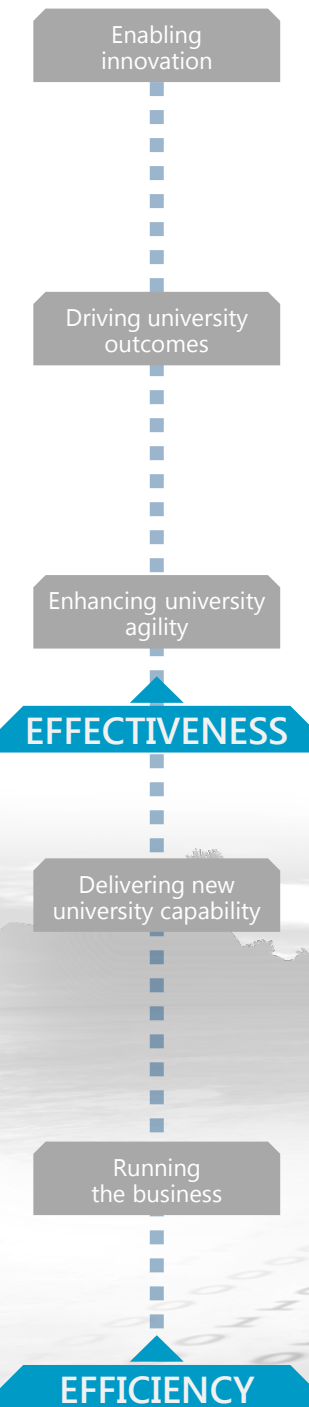 Enabling
innovation
Driving university
outcomes
Enhancing university
agility
EFFECTIVENESS
Delivering new
university capability
Running
the business
EFFICIENCY